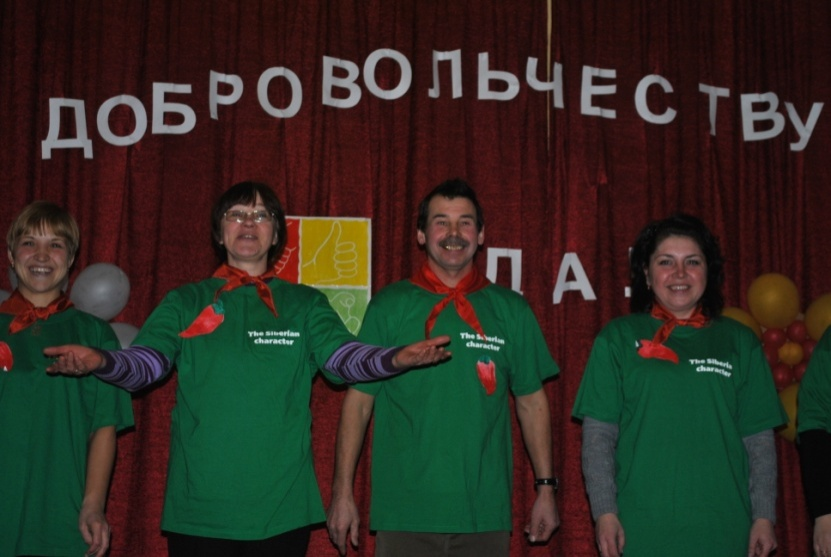 ДОБРОВОЛЬЧЕСТВУ
ДА!
The Siberian
character
The Siberian
character
The Siberian
character